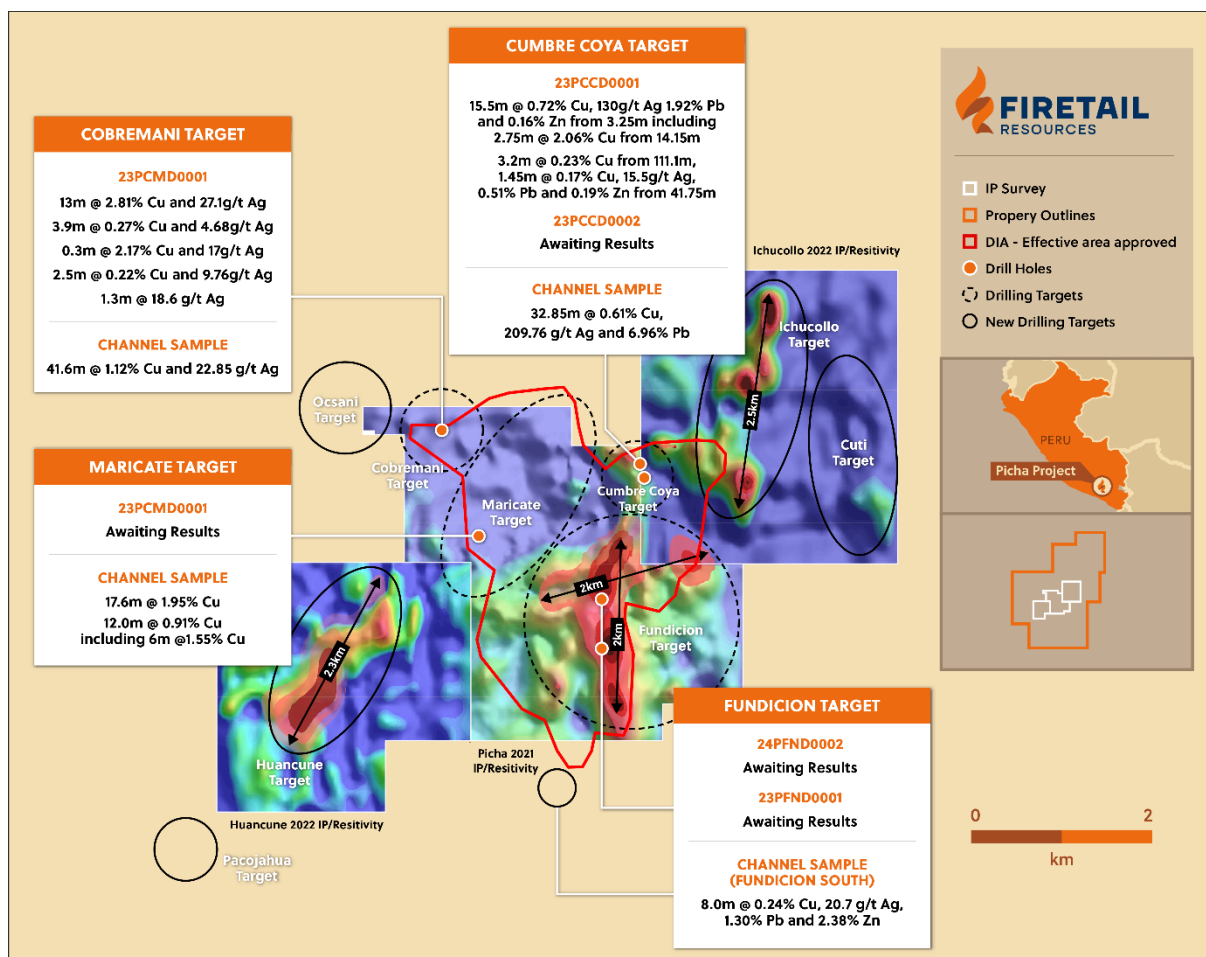 CUMBRE COYA TARGET
23PCCD0001
15.5m @ 0.72% Cu, 130g/t Ag 1.92% Pb
and 0.16% Zn from 3.25m including
2.75m @ 2.06% Cu from 14.15m
3.2m @ 0.23% Cu from 111.1m,
1.45m @ 0.17% Cu, 15.5g/t Ag,
0.51% Pb and 0.19% Zn from 41.75m
23PCCD0002
Awaiting Results
CHANNEL SAMPLE
32.85m @ 0.61% Cu,
209.76 g/t Ag and 6.96% Pb
COBREMANI TARGET
23PCMD0001
13m @ 2.81% Cu and 27.1g/t Ag
3.9m @ 0.27% Cu and 4.68g/t Ag
0.3m @ 2.17% Cu and 17g/t Ag
2.5m @ 0.22% Cu and 9.76g/t Ag
1.3m @ 18.6 g/t Ag
CHANNEL SAMPLE
41.6m @ 1.12% Cu and 22.85 g/t Ag
MARICATE TARGET
23PCMD0001
Awaiting Results
CHANNEL SAMPLE
17.6m @ 1.95% Cu
12.0m @ 0.91% Cu
including 6m @1.55% Cu
FIRETAIL
RESOURCES
IP Survey
Propery Outlines
DIA - Effective area approved
Drill Holes
Drilling Targets
New Drilling Targets
PERU
Picha Project
Ichucollo 2022 IP/Resitivity
Ichucollo
Target
2.5km
Cuti
Target
Ocsani
Target
Cobremani
Target
Maricate
Target
Cumbre Coya
Target
2km
2km
Fundicion
Target
2.3km
Huancune
Target
Picha 2021
IP/Resitivity
Huancune 2022 IP/Resitivity
Pacojahua
Target
FUNDICION TARGET
24PFND0002
Awaiting Results
23PFND0001
Awaiting Results
CHANNEL SAMPLE
(FUNDICION SOUTH)
8.0m @ 0.24% Cu, 20.7 g/t Ag,
1.30% Pb and 2.38% Zn
0 2
km